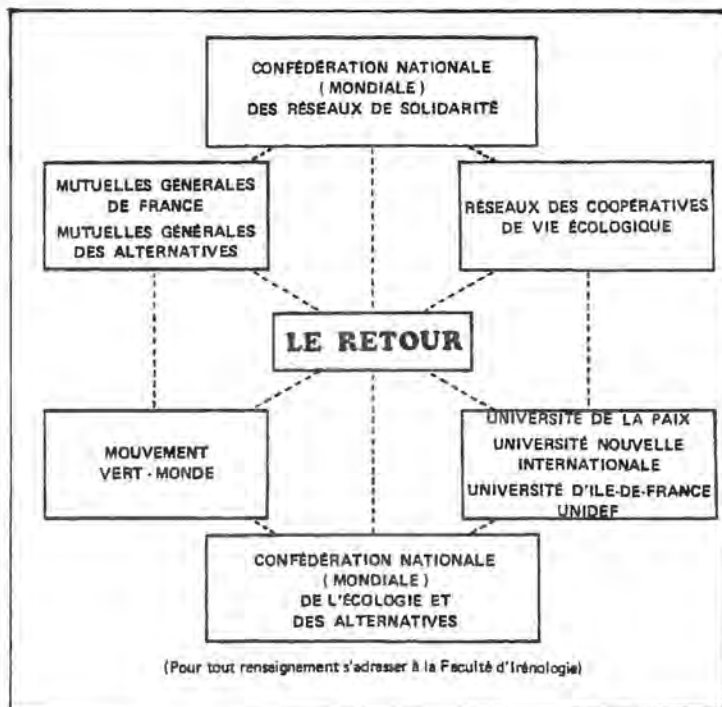 CONFÉDÉRATION NATIONALE
(MONDIALE)
DES RÉSEAUX DE SOLIDARITÉ
MUTUELLES GÉNÉRALES
DE FRANCE
MUTUELLES GÉNÉRALES
DES ALTERNATIVES
RÉSEAUX DES COOPÉRATIVES
DE VIE ÉCOLOGIQUE
LE RETOUR
MOUVEMENT
VERT - MONDE
UNIVERSITÉ DE LA PAIX
UNIVERSITÉ NOUVELLE
INTERNATIONALE
UNIVERSITÉ D'ILE-DE-FRANCE
UNIDEF
CONFÉDÉRATION NATIONALE
(MONDIALE)
DE L'ÉCOLOGIE ET
DES ALTERNATIVES
(Pour tout renseignement s'adresser à la Faculté d'Irénologie)